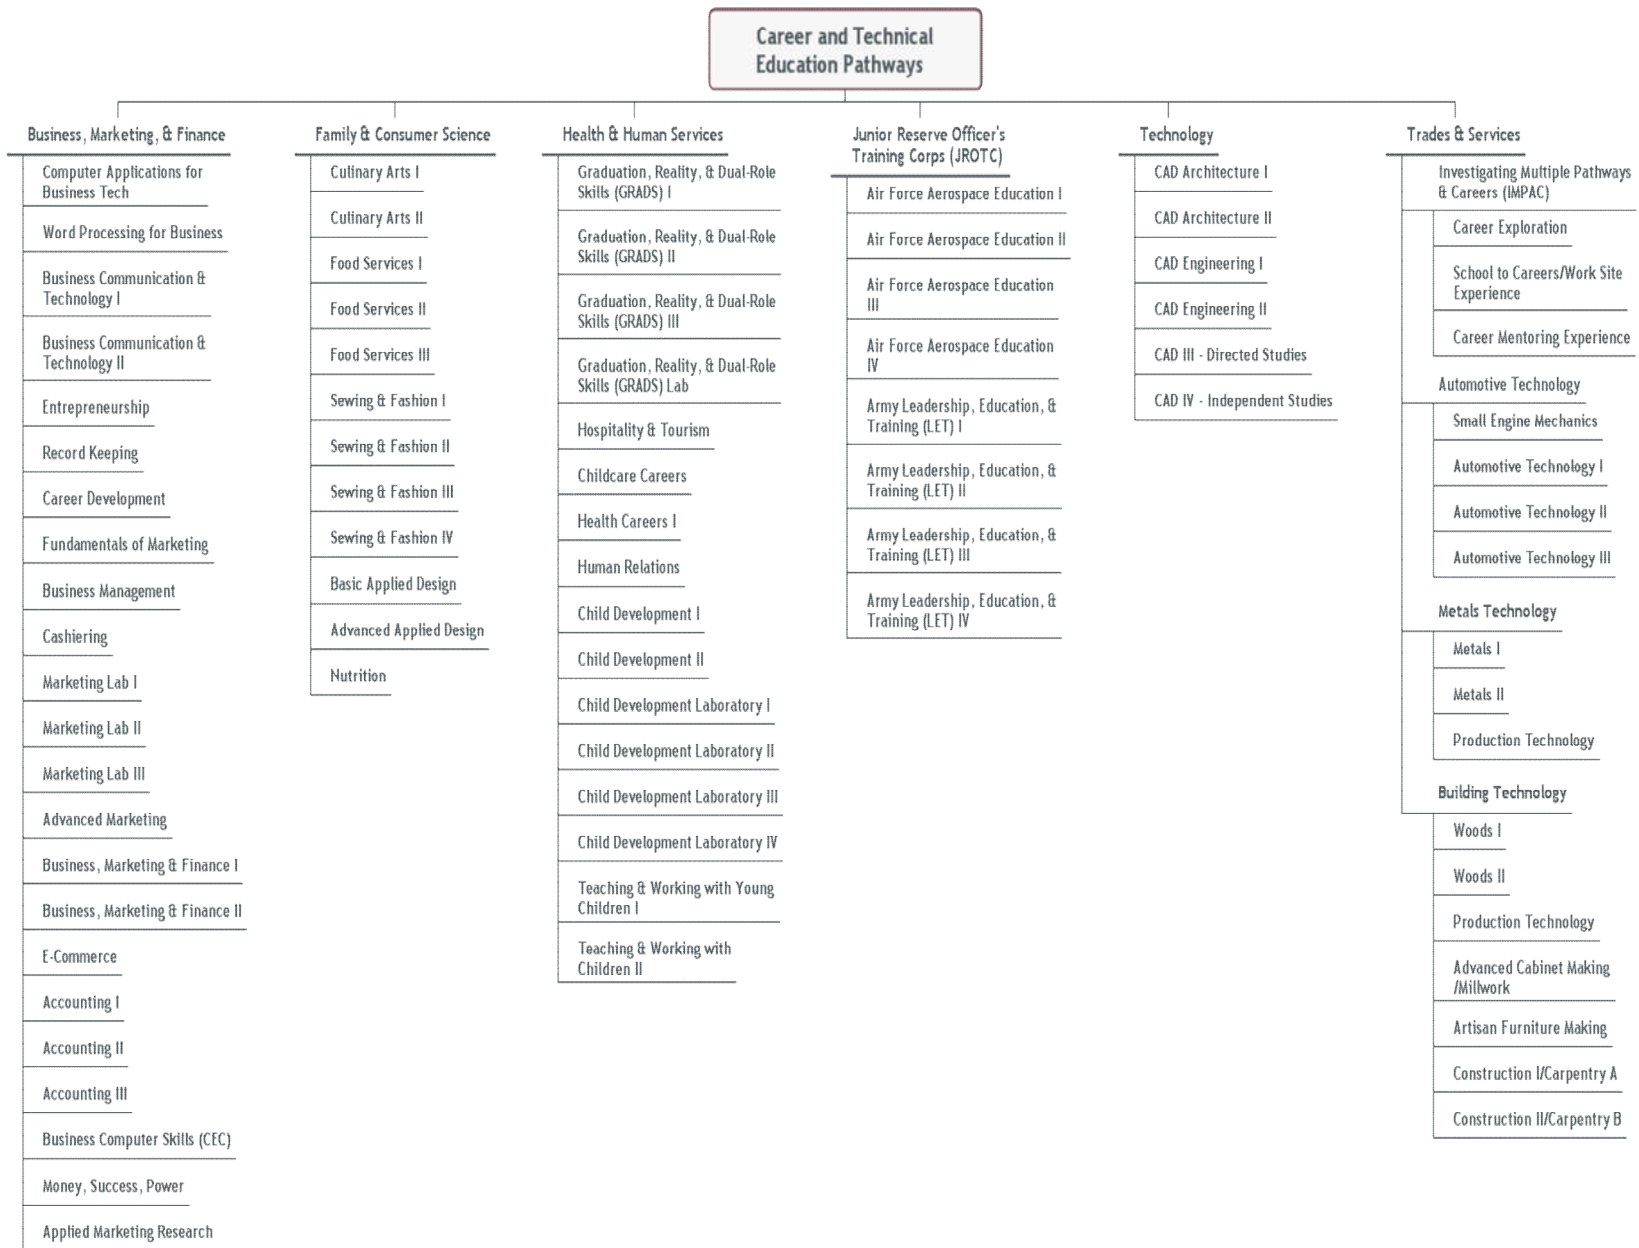 Career and Technical
Education Pathways
Business, Marketing, & Finance
Computer Applications for
Business Tech
Word Processing for Business
Business Communication &
Technology I
Business Communication &
Technology II
Entrepreneurship
Record Keeping
Career Development
Fundamentals of Marketing
Business Management
Cashiering
Marketing Lab I
Marketing Lab II
Marketing Lab III
Advanced Marketing
Business, Marketing & Finance I
Business, Marketing & Finance II
E-Commerce
Accounting I
Accounting II
Accounting III
Business Computer Skills (CEC)
Money, Success, Power
Applied Marketing Research
Family & Consumer Science
Culinary Arts I
Culinary Arts II
Food Services I
Food Services II
Food Services III
Sewing & Fashion I
Sewing & Fashion II
Sewing & Fashion III
Sewing & Fashion IV
Basic Applied Design
Advanced Applied Design
Nutrition
Health & Human Services
Graduation, Reality, & Dual-Role
Skills (GRADS) I
Graduation, Reality, & Dual-Role
Skills (GRADS) II
Graduation, Reality, & Dual-Role
Skills (GRADS) III
Graduation, Reality, & Dual-Role
Skills (GRADS) Lab
Hospitality & Tourism
Childcare Careers
Health Careers I
Human Relations
Child Development I
Child Development II
Child Development Laboratory I
Child Development Laboratory II
Child Development Laboratory III
Child Development Laboratory IV
Teaching & Working with Young
Children I
Teaching & Working with
Children II
Junior Reserve Officer's
Training Corps (JROTC)
Air Force Aerospace Education I
Air Force Aerospace Education II
Air Force Aerospace Education
III
Air Force Aerospace Education
IV
Army Leadership, Education, &
Training (LET) I
Army Leadership, Education, &
Training (LET) II
Army Leadership, Education, &
Training (LET) III
Army Leadership, Education, &
Training (LET) IV
Technology
CAD Architecture I
CAD Architecture II
CAD Engineering I
CAD Engineering II
CAD III - Directed Studies
CAD IV - Independent Studies
Trades & Services
Investigating Multiple Pathways
& Careers (IMPAC)
Career Exploration
School to Careers/Work Site
Experience
Career Mentoring Experience
Automotive Technology
Small Engine Mechanics
Automotive Technology I
Automotive Technology II
Automotive Technology III
Metals Technology
Metals I
Metals II
Production Technology
Building Technology
Woods I
Woods II
Production Technology
Advanced Cabinet Making
/Millwork
Artisan Furniture Making
Construction I/Carpentry A
Construction II/Carpentry B